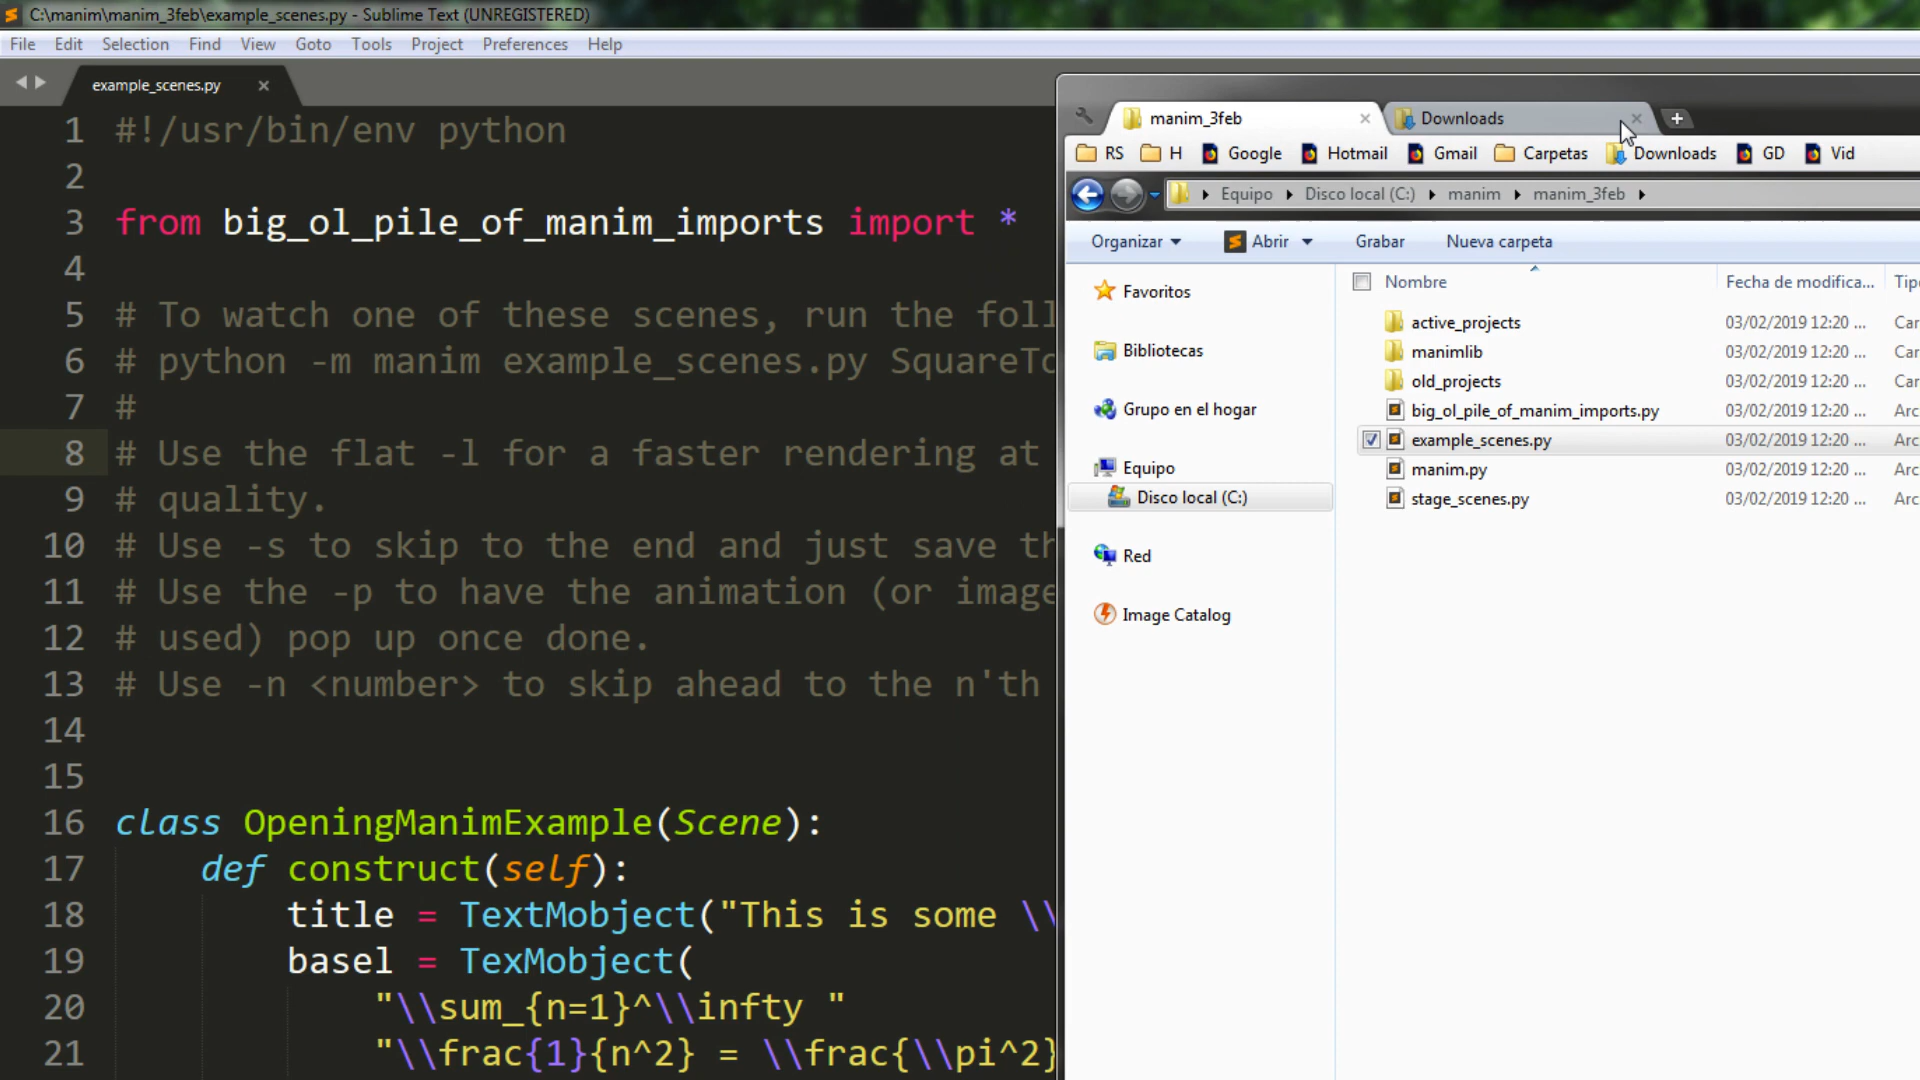 C:\manim\manim_3feb\example_scenes.py - Sublime Text (UNREGISTERED)
File Edit Selection Find View Goto Tools Project Preferences Help
example_scenes.py
1 #!/usr/bin/env python
2
3 from big_ol_pile_of_manim_imports import *
4
5 # To watch one of these scenes, run the foll
6 # python -m manim example_scenes.py SquareTo
7 #
8 # Use the flat -l for a faster rendering at
9 # quality.
10 # Use -s to skip to the end and just save th
11 # Use the -p to have the animation (or image
12 # used) pop up once done.
13 # Use -n <number> to skip ahead to the n'th
14
15
16 class OpeningManimExample(Scene):
17 def construct(self):
18 title = TextMobject("This is some \\
19 basel = TexMobject(
20 "\\sum_{n=1}^\\infty "
21 "\\frac{1}{n^2} = \\frac{\\pi^2}
manim_3feb Downloads
RS H Google Hotmail Gmail Carpetas Downloads GD Vid
Equipo Disco local (C:) manim manim_3feb
Organizar Abrir Grabar Nueva carpeta
Favoritos
Bibliotecas
Grupo en el hogar
Equipo
Disco local (C:)
Red
Image Catalog
Nombre Fecha de modifica... Tipo
active_projects 03/02/2019 12:20 ... Car
manimlib 03/02/2019 12:20 ... Car
old_projects 03/02/2019 12:20 ... Car
big_ol_pile_of_manim_imports.py 03/02/2019 12:20 ... Arc
example_scenes.py 03/02/2019 12:20 ... Arc
manim.py 03/02/2019 12:20 ... Arc
stage_scenes.py 03/02/2019 12:20 ... Arc